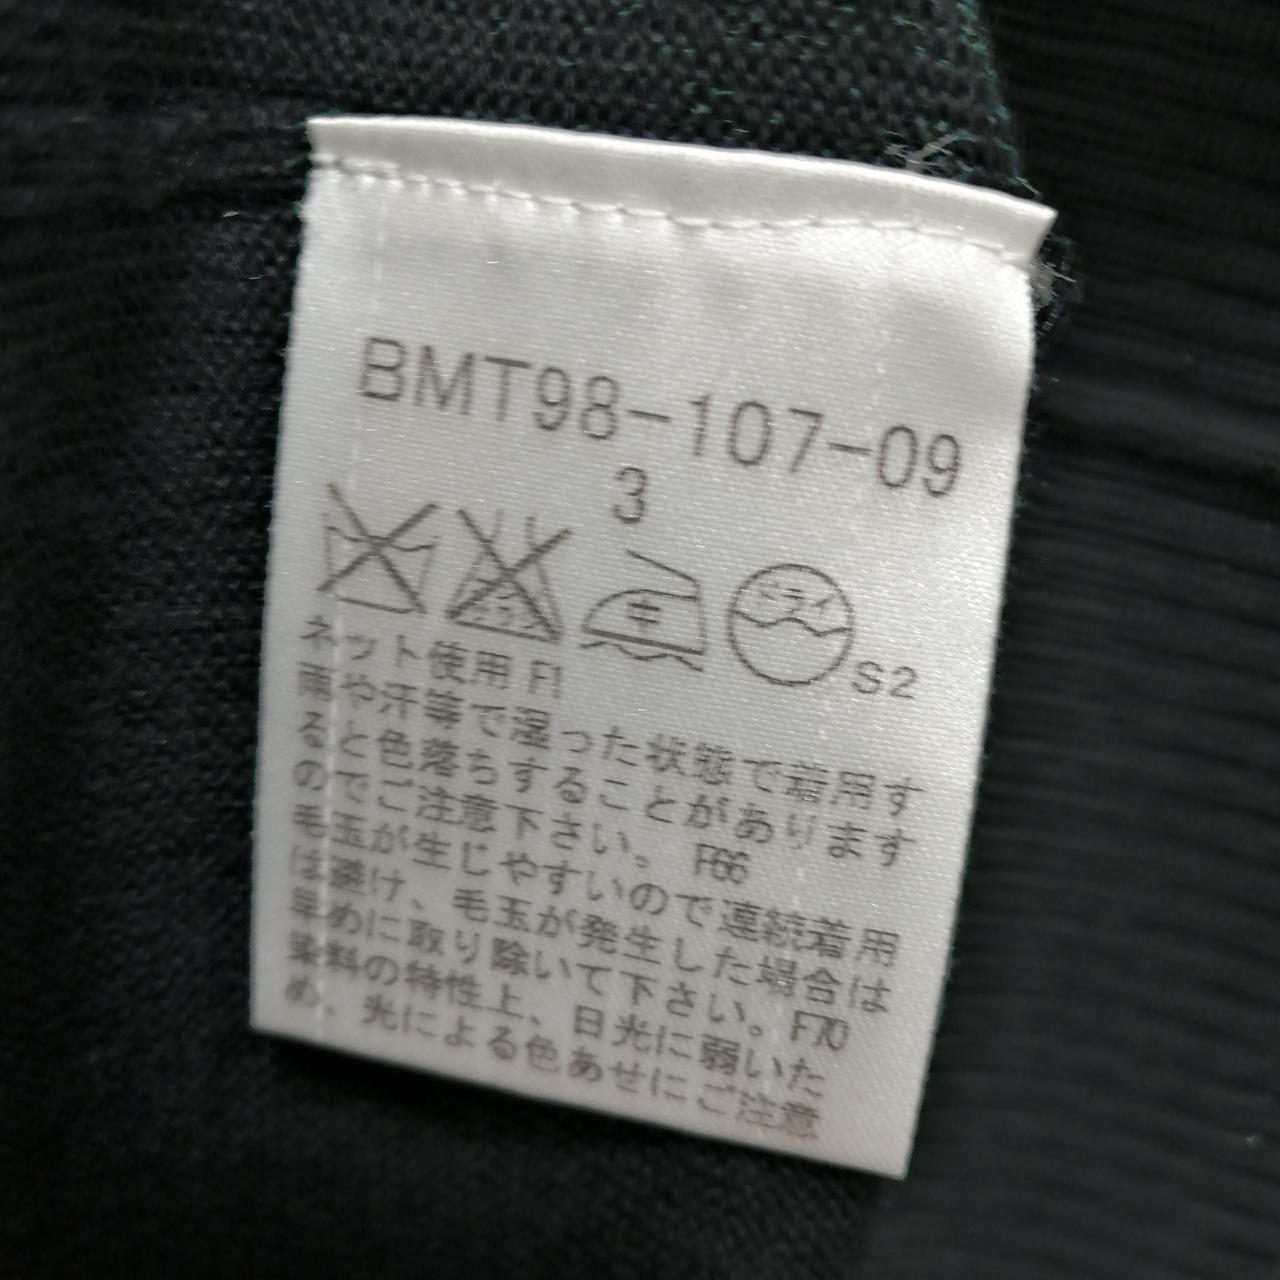 BMT98-107-09
3
中
ドライ
S2
ネット使用 F1
雨や汗等で湿った状態で着用す
ると色落ちすることがあります
のでご注意下さい。 F66
毛玉が生じやすいので連続着用
は避け、毛玉が発生した場合は
早めに取り除いて下さい。F70
染料の特性上、日光に弱いた
め、光による色あせにご注意